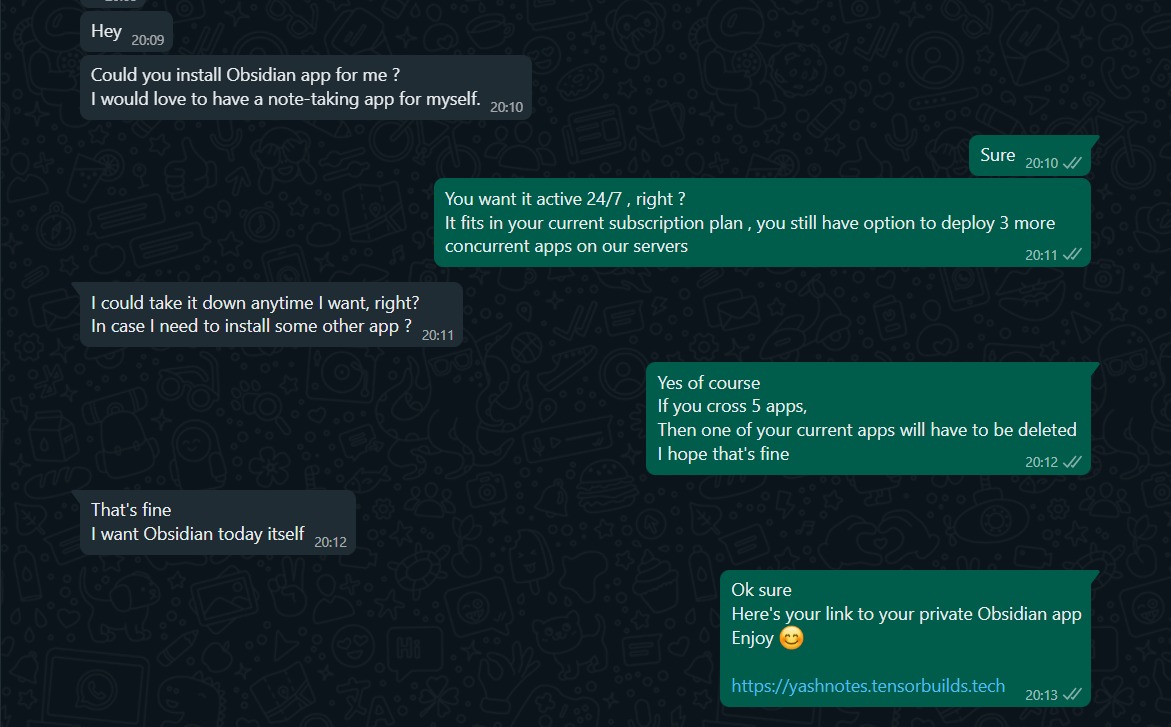 Hey 20:09
Could you install Obsidian app for me ?
I would love to have a note-taking app for myself. 20:10
Sure 20:10
You want it active 24/7 , right ?
It fits in your current subscription plan , you still have option to deploy 3 more
concurrent apps on our servers 20:11
I could take it down anytime I want, right?
In case I need to install some other app ? 20:11
Yes of course
If you cross 5 apps,
Then one of your current apps will have to be deleted
I hope that's fine 20:12
That's fine
I want Obsidian today itself 20:12
Ok sure
Here's your link to your private Obsidian app
Enjoy 😊
https://yashnotes.tensorbuilds.tech 20:13